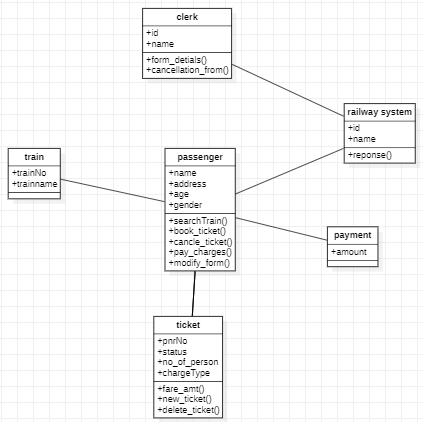 clerk
+id
+name
+form_detials()
+cancellation_from()
railway system
+id
+name
+reponse()
train
+trainNo
+trainname
passenger
+name
+address
+age
+gender
+searchTrain()
+book_ticket()
+cancle_ticket()
+pay_charges()
+modify_form()
payment
+amount
ticket
+pnrNo
+status
+no_of_person
+chargeType
+fare_amt()
+new_ticket()
+delete_ticket()